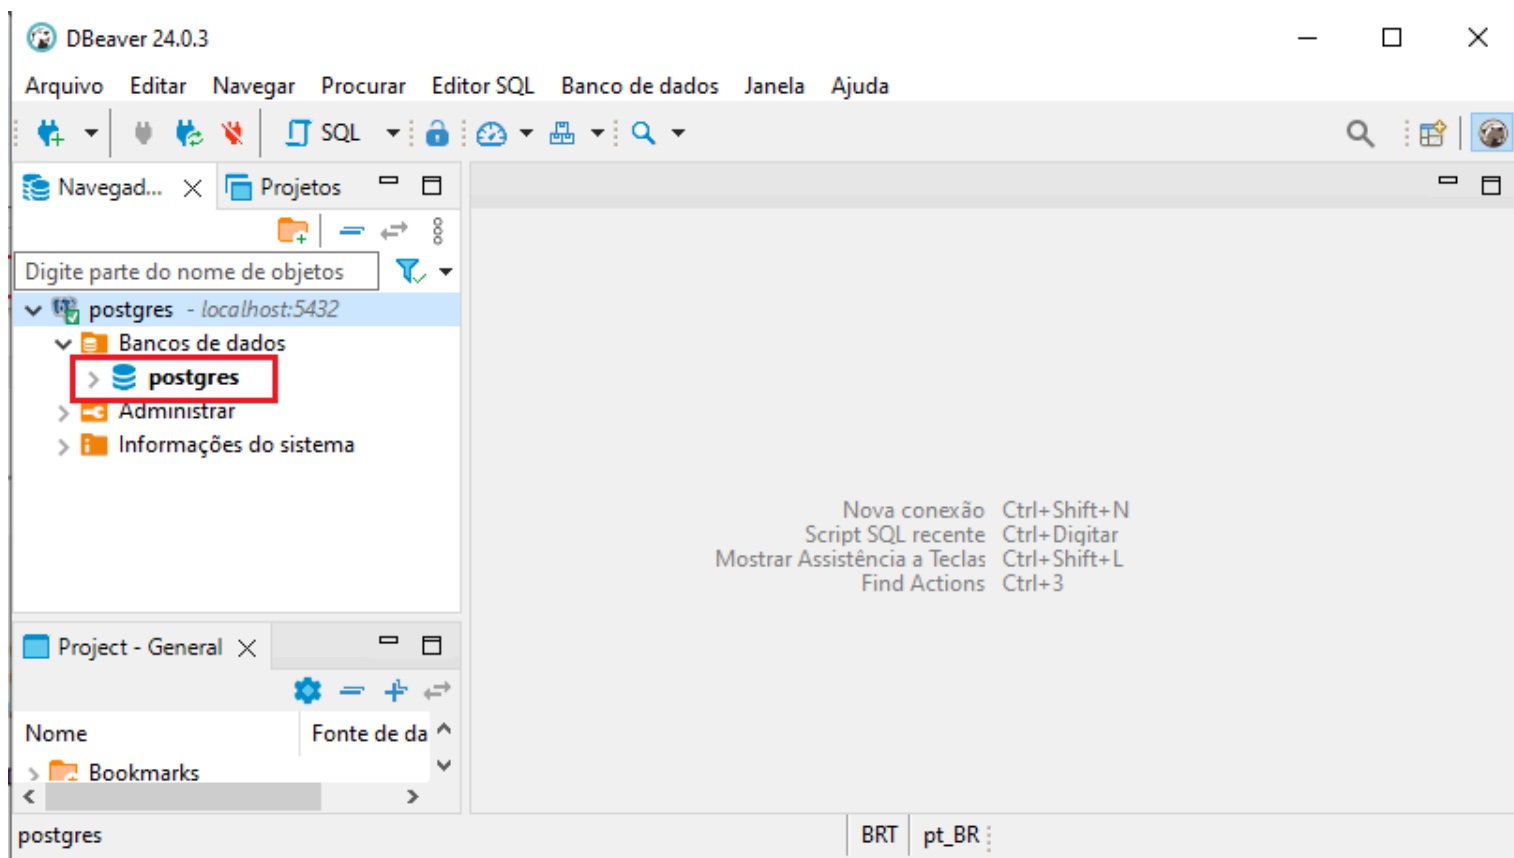 DBeaver 24.0.3
Arquivo Editar Navegar Procurar Editor SQL Banco de dados Janela Ajuda
SQL
Navegad... Projetos
Digite parte do nome de objetos
postgres - localhost:5432
Bancos de dados
postgres
Administrar
Informações do sistema
Nova conexão Ctrl+Shift+N
Script SQL recente Ctrl+Digitar
Mostrar Assistência a Teclas Ctrl+Shift+L
Find Actions Ctrl+3
Project - General
Nome Fonte de da
Bookmarks
postgres BRT pt_BR